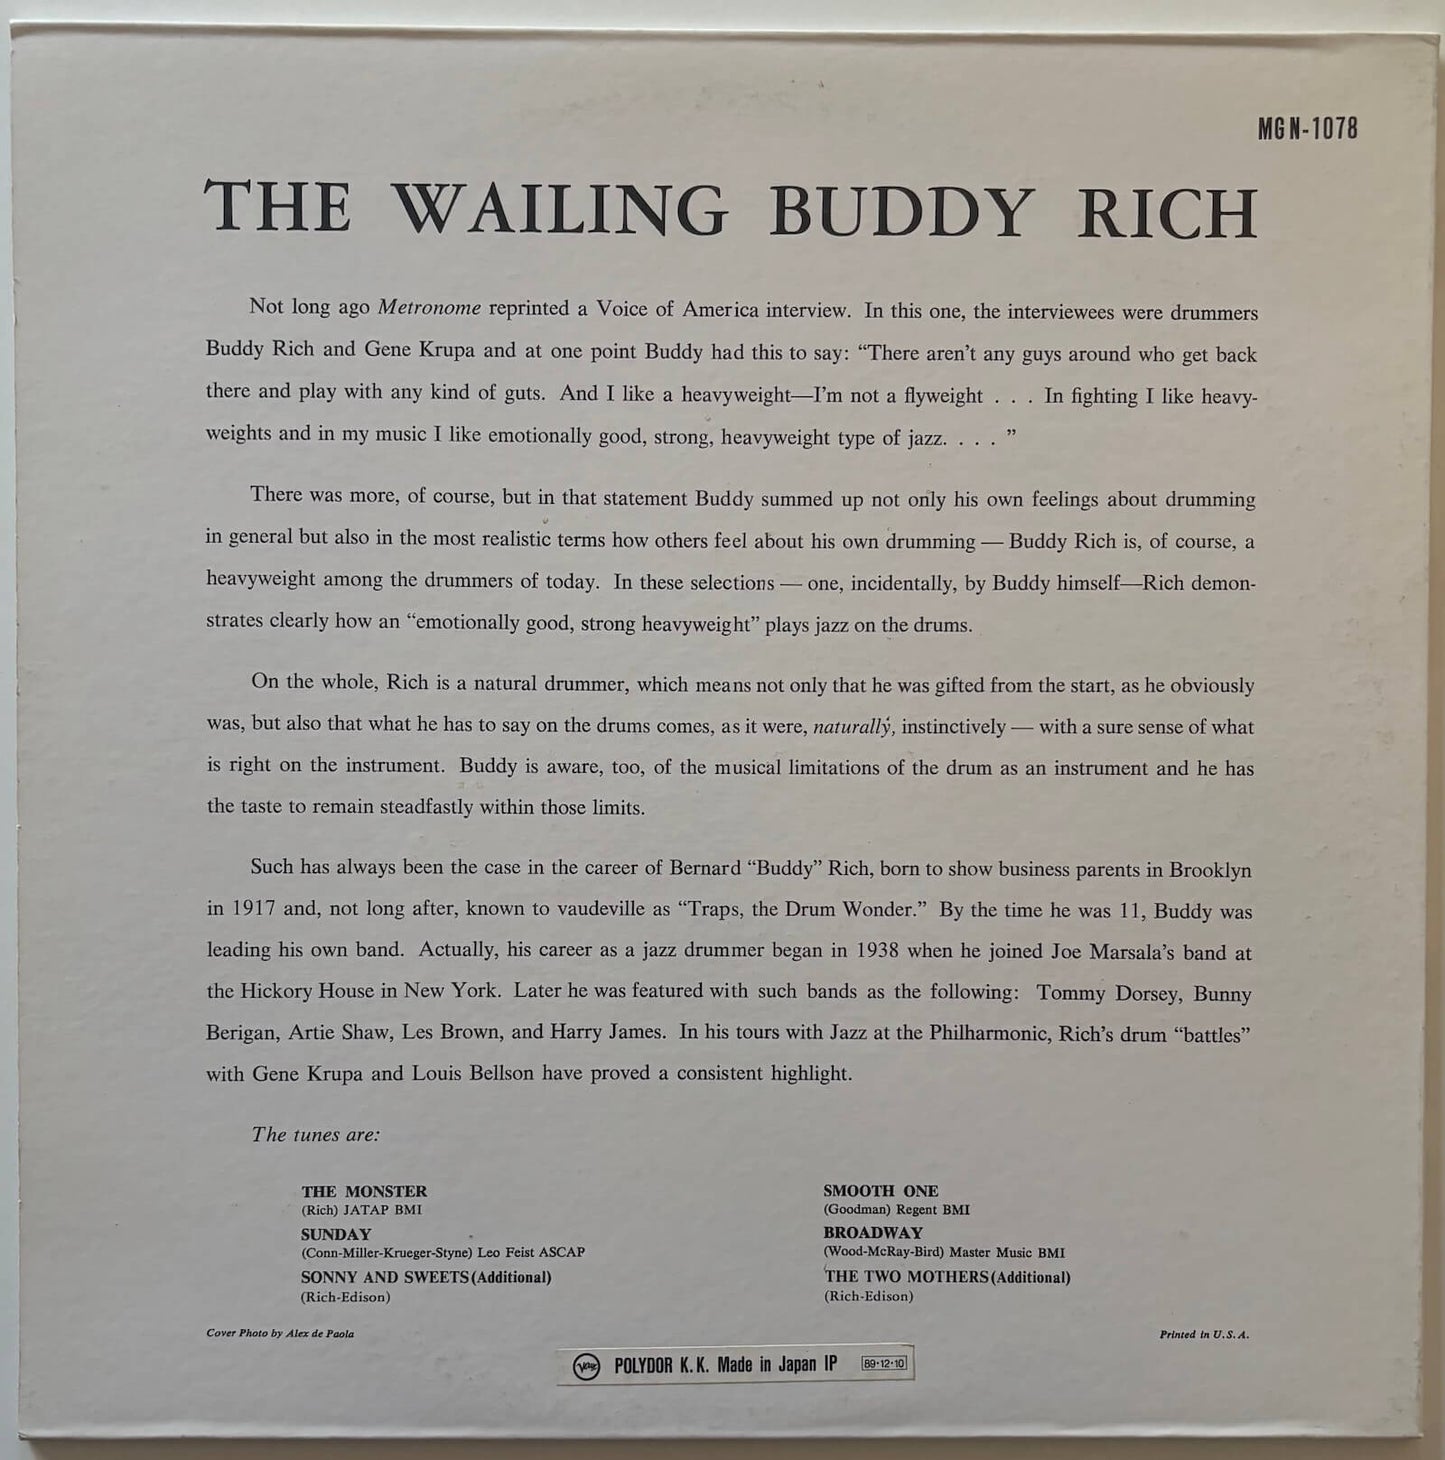 MGN-1078
THE WAILING BUDDY RICH
Not long ago Metronome reprinted a Voice of America interview. In this one, the interviewees were drummers
Buddy Rich and Gene Krupa and at one point Buddy had this to say: “There aren’t any guys around who get back
there and play with any kind of guts. And I like a heavyweight—I’m not a flyweight . . . In fighting I like heavy-
weights and in my music I like emotionally good, strong, heavyweight type of jazz. . . . ”
There was more, of course, but in that statement Buddy summed up not only his own feelings about drumming
in general but also in the most realistic terms how others feel about his own drumming — Buddy Rich is, of course, a
heavyweight among the drummers of today. In these selections — one, incidentally, by Buddy himself—Rich demon-
strates clearly how an “emotionally good, strong heavyweight” plays jazz on the drums.
On the whole, Rich is a natural drummer, which means not only that he was gifted from the start, as he obviously
was, but also that what he has to say on the drums comes, as it were, naturally, instinctively — with a sure sense of what
is right on the instrument. Buddy is aware, too, of the musical limitations of the drum as an instrument and he has
the taste to remain steadfastly within those limits.
Such has always been the case in the career of Bernard “Buddy” Rich, born to show business parents in Brooklyn
in 1917 and, not long after, known to vaudeville as “Traps, the Drum Wonder.” By the time he was 11, Buddy was
leading his own band. Actually, his career as a jazz drummer began in 1938 when he joined Joe Marsala’s band at
the Hickory House in New York. Later he was featured with such bands as the following: Tommy Dorsey, Bunny
Berigan, Artie Shaw, Les Brown, and Harry James. In his tours with Jazz at the Philharmonic, Rich’s drum “battles”
with Gene Krupa and Louis Bellson have proved a consistent highlight.
The tunes are:
THE MONSTER
(Rich) JATAP BMI
SUNDAY
(Conn-Miller-Krueger-Styne) Leo Feist ASCAP
SONNY AND SWEETS (Additional)
(Rich-Edison)
SMOOTH ONE
(Goodman) Regent BMI
BROADWAY
(Wood-McRay-Bird) Master Music BMI
THE TWO MOTHERS (Additional)
(Rich-Edison)
Cover Photo by Alex de Paola
Printed in U.S.A.
Verve POLYDOR K.K. Made in Japan IP 89·12·10